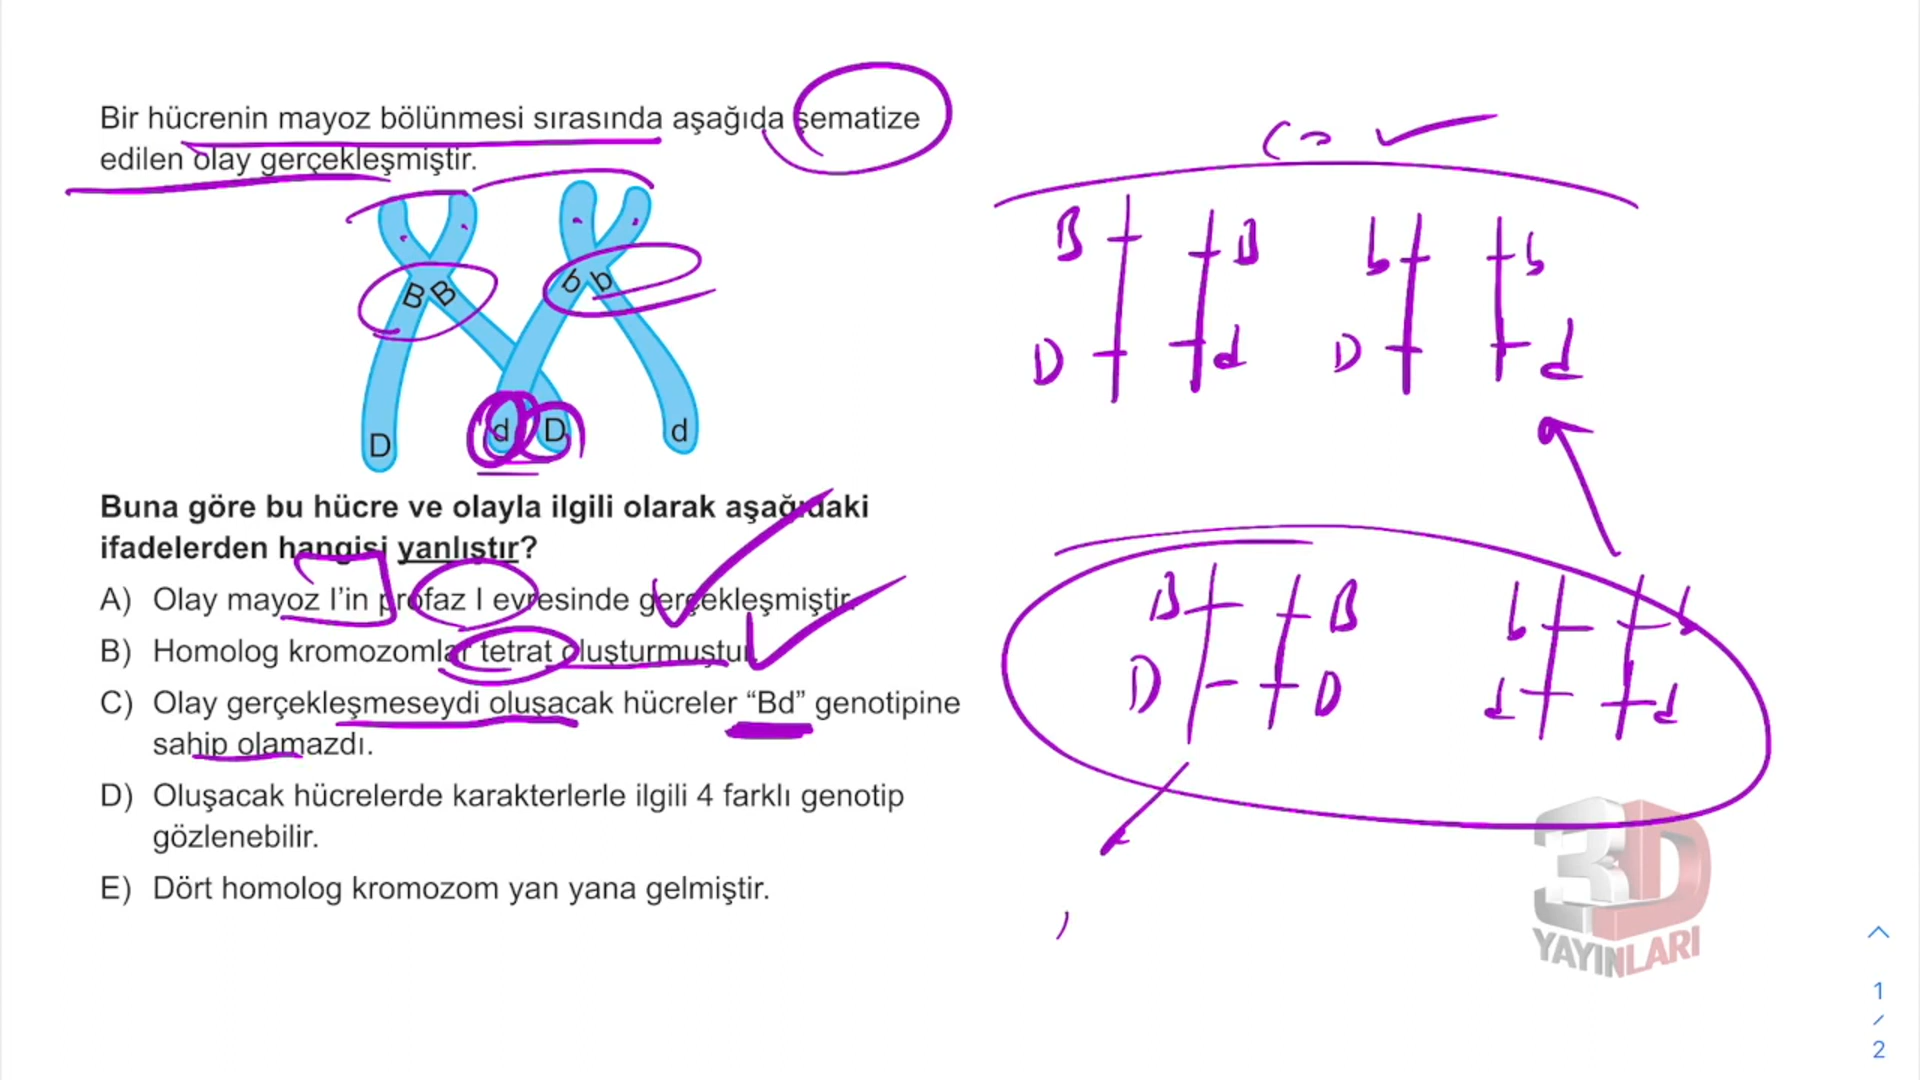 Bir hücrenin mayoz bölünmesi sırasında aşağıda şematize
edilen olay gerçekleşmiştir.
B B b b
D d D d
Buna göre bu hücre ve olayla ilgili olarak aşağıdaki
ifadelerden hangisi yanlıştır?
A) Olay mayoz I’in profaz I evresinde gerçekleşmiştir.
B) Homolog kromozomlar tetrat oluşturmuştur.
C) Olay gerçekleşmeseydi oluşacak hücreler “Bd” genotipine
sahip olamazdı.
D) Oluşacak hücrelerde karakterlerle ilgili 4 farklı genotip
gözlenebilir.
E) Dört homolog kromozom yan yana gelmiştir.
B B b b
D d D d
B B b b
D D d d
3D
YAYINLARI
1
/
2